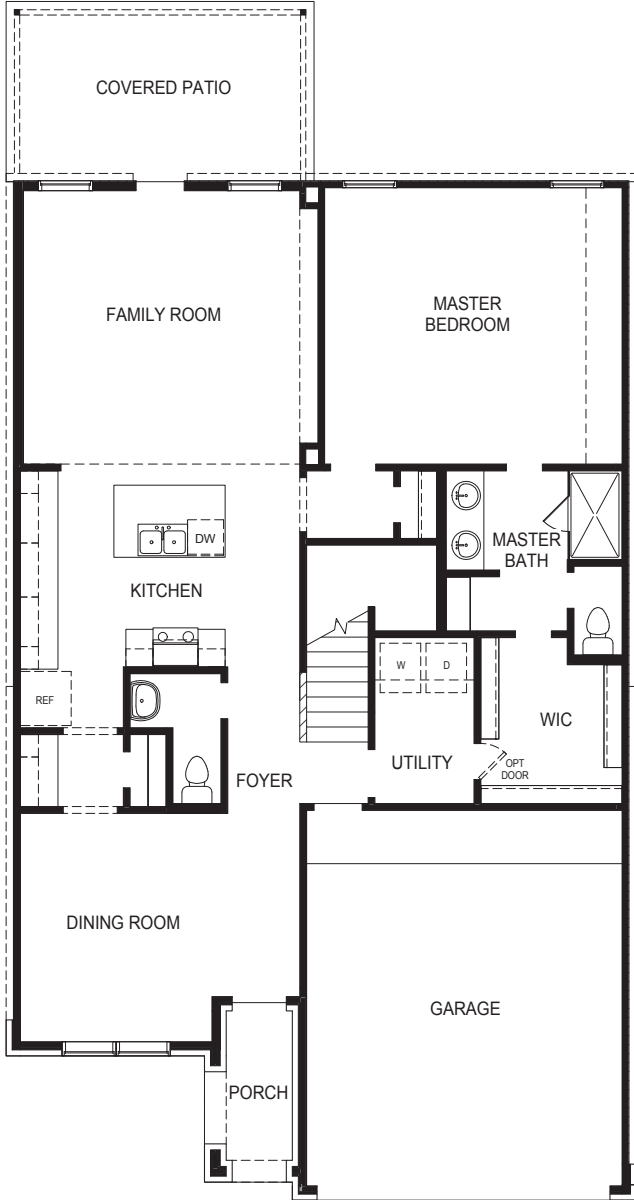 COVERED PATIO
FAMILY ROOM
MASTER
BEDROOM
DW
MASTER
BATH
KITCHEN
W
D
REF
WIC
UTILITY
OPT
DOOR
FOYER
DINING ROOM
GARAGE
PORCH